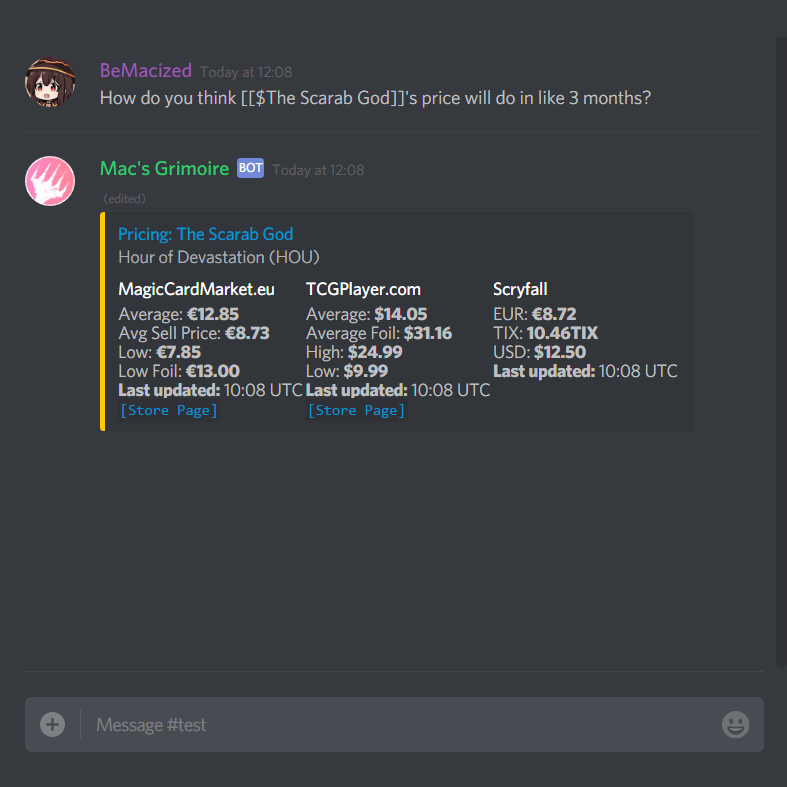 BeMacized Today at 12:08
How do you think [[$The Scarab God]]'s price will do in like 3 months?
Mac's Grimoire BOT Today at 12:08
(edited)
Pricing: The Scarab God
Hour of Devastation (HOU)
MagicCardMarket.eu TCGPlayer.com Scryfall
Average: €12.85 Average: $14.05 EUR: €8.72
Avg Sell Price: €8.73 Average Foil: $31.16 TIX: 10.46TIX
Low: €7.85 High: $24.99 USD: $12.50
Low Foil: €13.00 Low: $9.99 Last updated: 10:08 UTC
Last updated: 10:08 UTC Last updated: 10:08 UTC
[Store Page] [Store Page]
Message #test